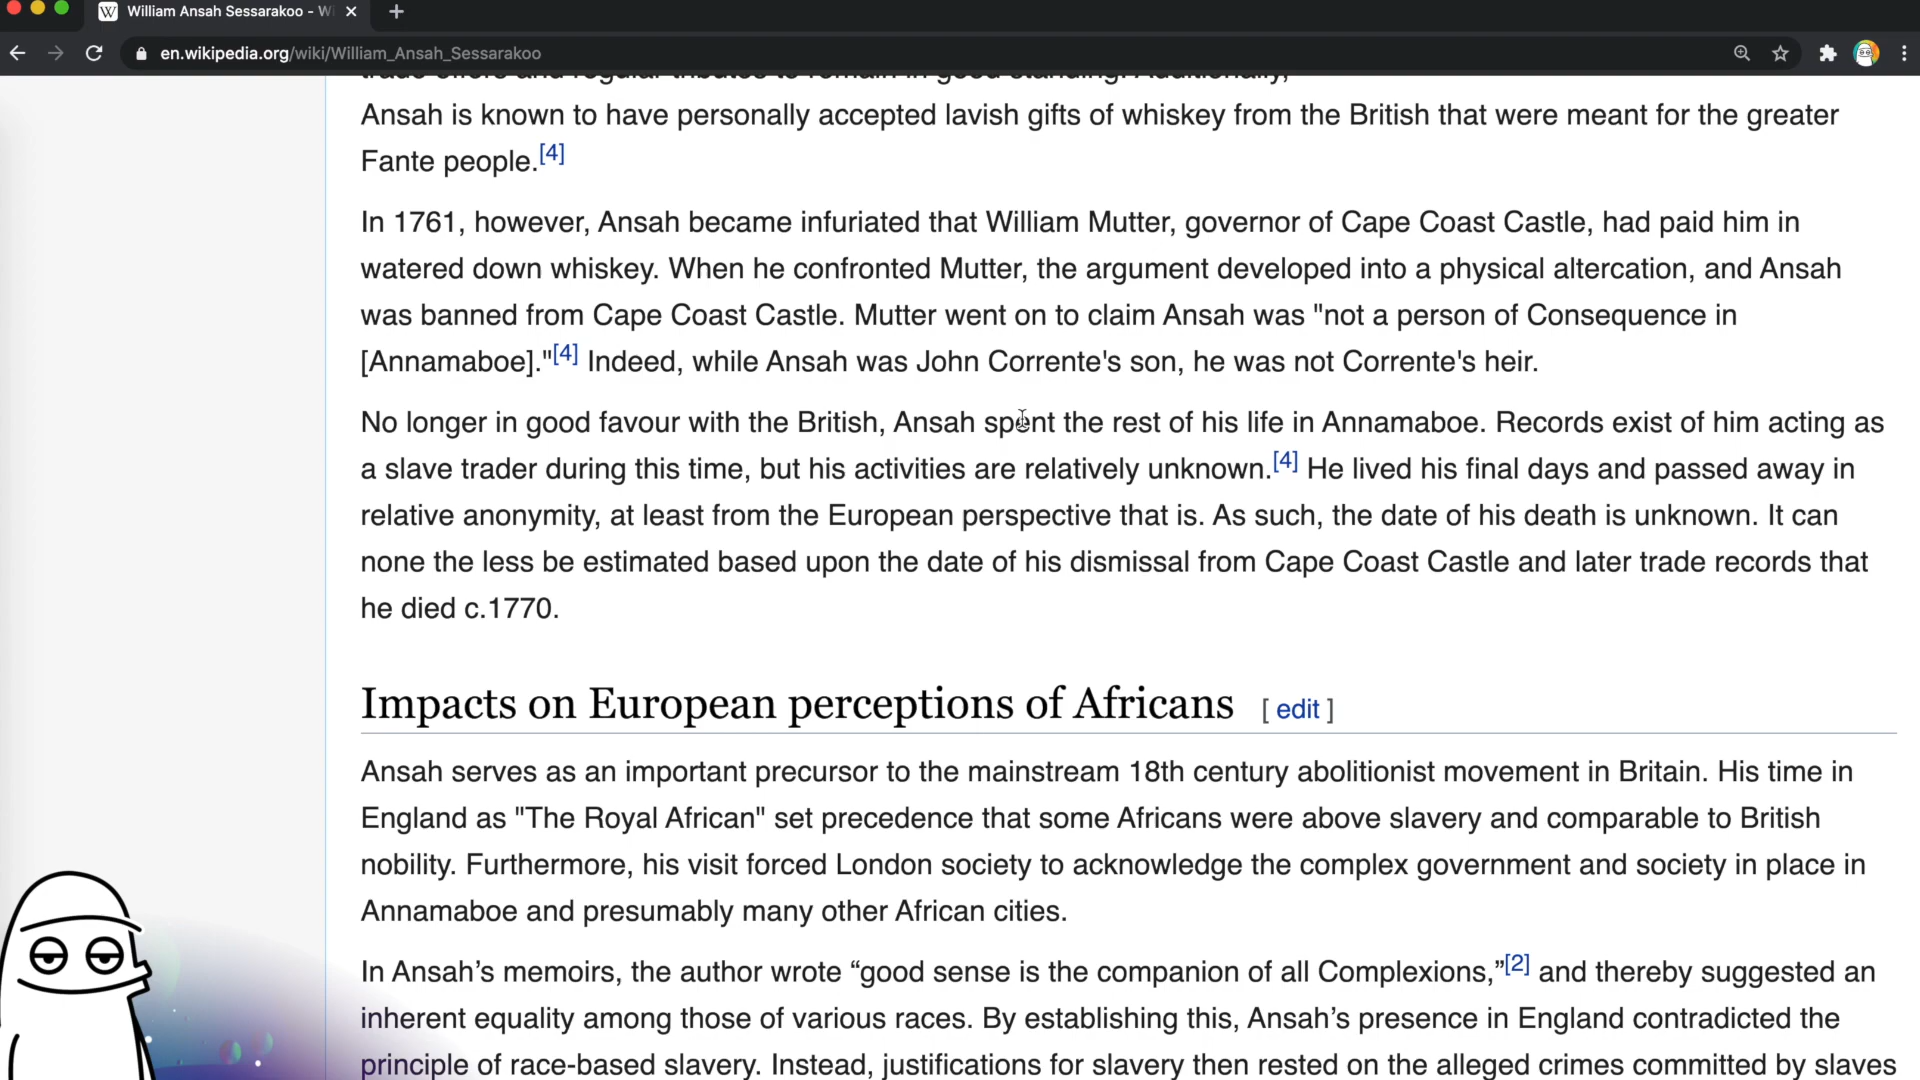 William Ansah Sessarakoo - Wi
en.wikipedia.org/wiki/William_Ansah_Sessarakoo
trade offers and regular tributes to remain in good standing. Additionally,
Ansah is known to have personally accepted lavish gifts of whiskey from the British that were meant for the greater
Fante people.[4]
In 1761, however, Ansah became infuriated that William Mutter, governor of Cape Coast Castle, had paid him in
watered down whiskey. When he confronted Mutter, the argument developed into a physical altercation, and Ansah
was banned from Cape Coast Castle. Mutter went on to claim Ansah was "not a person of Consequence in
[Annamaboe]."[4] Indeed, while Ansah was John Corrente's son, he was not Corrente's heir.
No longer in good favour with the British, Ansah spent the rest of his life in Annamaboe. Records exist of him acting as
a slave trader during this time, but his activities are relatively unknown.[4] He lived his final days and passed away in
relative anonymity, at least from the European perspective that is. As such, the date of his death is unknown. It can
none the less be estimated based upon the date of his dismissal from Cape Coast Castle and later trade records that
he died c.1770.
Impacts on European perceptions of Africans [ edit ]
Ansah serves as an important precursor to the mainstream 18th century abolitionist movement in Britain. His time in
England as "The Royal African" set precedence that some Africans were above slavery and comparable to British
nobility. Furthermore, his visit forced London society to acknowledge the complex government and society in place in
Annamaboe and presumably many other African cities.
In Ansah’s memoirs, the author wrote “good sense is the companion of all Complexions,”[2] and thereby suggested an
inherent equality among those of various races. By establishing this, Ansah’s presence in England contradicted the
principle of race-based slavery. Instead, justifications for slavery then rested on the alleged crimes committed by slaves